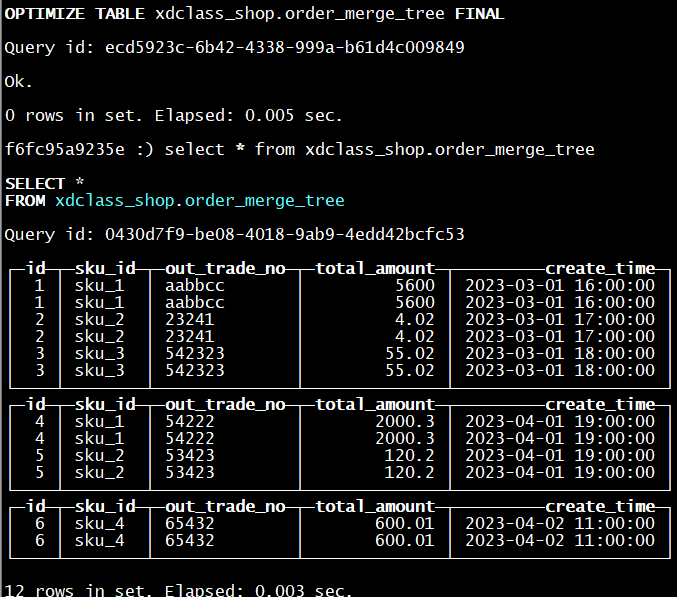 OPTIMIZE TABLE xdclass_shop.order_merge_tree FINAL
Query id: ecd5923c-6b42-4338-999a-b61d4c009849
Ok.
0 rows in set. Elapsed: 0.005 sec.
f6fc95a9235e :) select * from xdclass_shop.order_merge_tree
SELECT *
FROM xdclass_shop.order_merge_tree
Query id: 0430d7f9-be08-4018-9ab9-4edd42bcfc53
id sku_id out_trade_no total_amount create_time
1 sku_1 aabbcc 5600 2023-03-01 16:00:00
1 sku_1 aabbcc 5600 2023-03-01 16:00:00
2 sku_2 23241 4.02 2023-03-01 17:00:00
2 sku_2 23241 4.02 2023-03-01 17:00:00
3 sku_3 542323 55.02 2023-03-01 18:00:00
3 sku_3 542323 55.02 2023-03-01 18:00:00
id sku_id out_trade_no total_amount create_time
4 sku_1 54222 2000.3 2023-04-01 19:00:00
4 sku_1 54222 2000.3 2023-04-01 19:00:00
5 sku_2 53423 120.2 2023-04-01 19:00:00
5 sku_2 53423 120.2 2023-04-01 19:00:00
id sku_id out_trade_no total_amount create_time
6 sku_4 65432 600.01 2023-04-02 11:00:00
6 sku_4 65432 600.01 2023-04-02 11:00:00
12 rows in set. Elapsed: 0.003 sec.